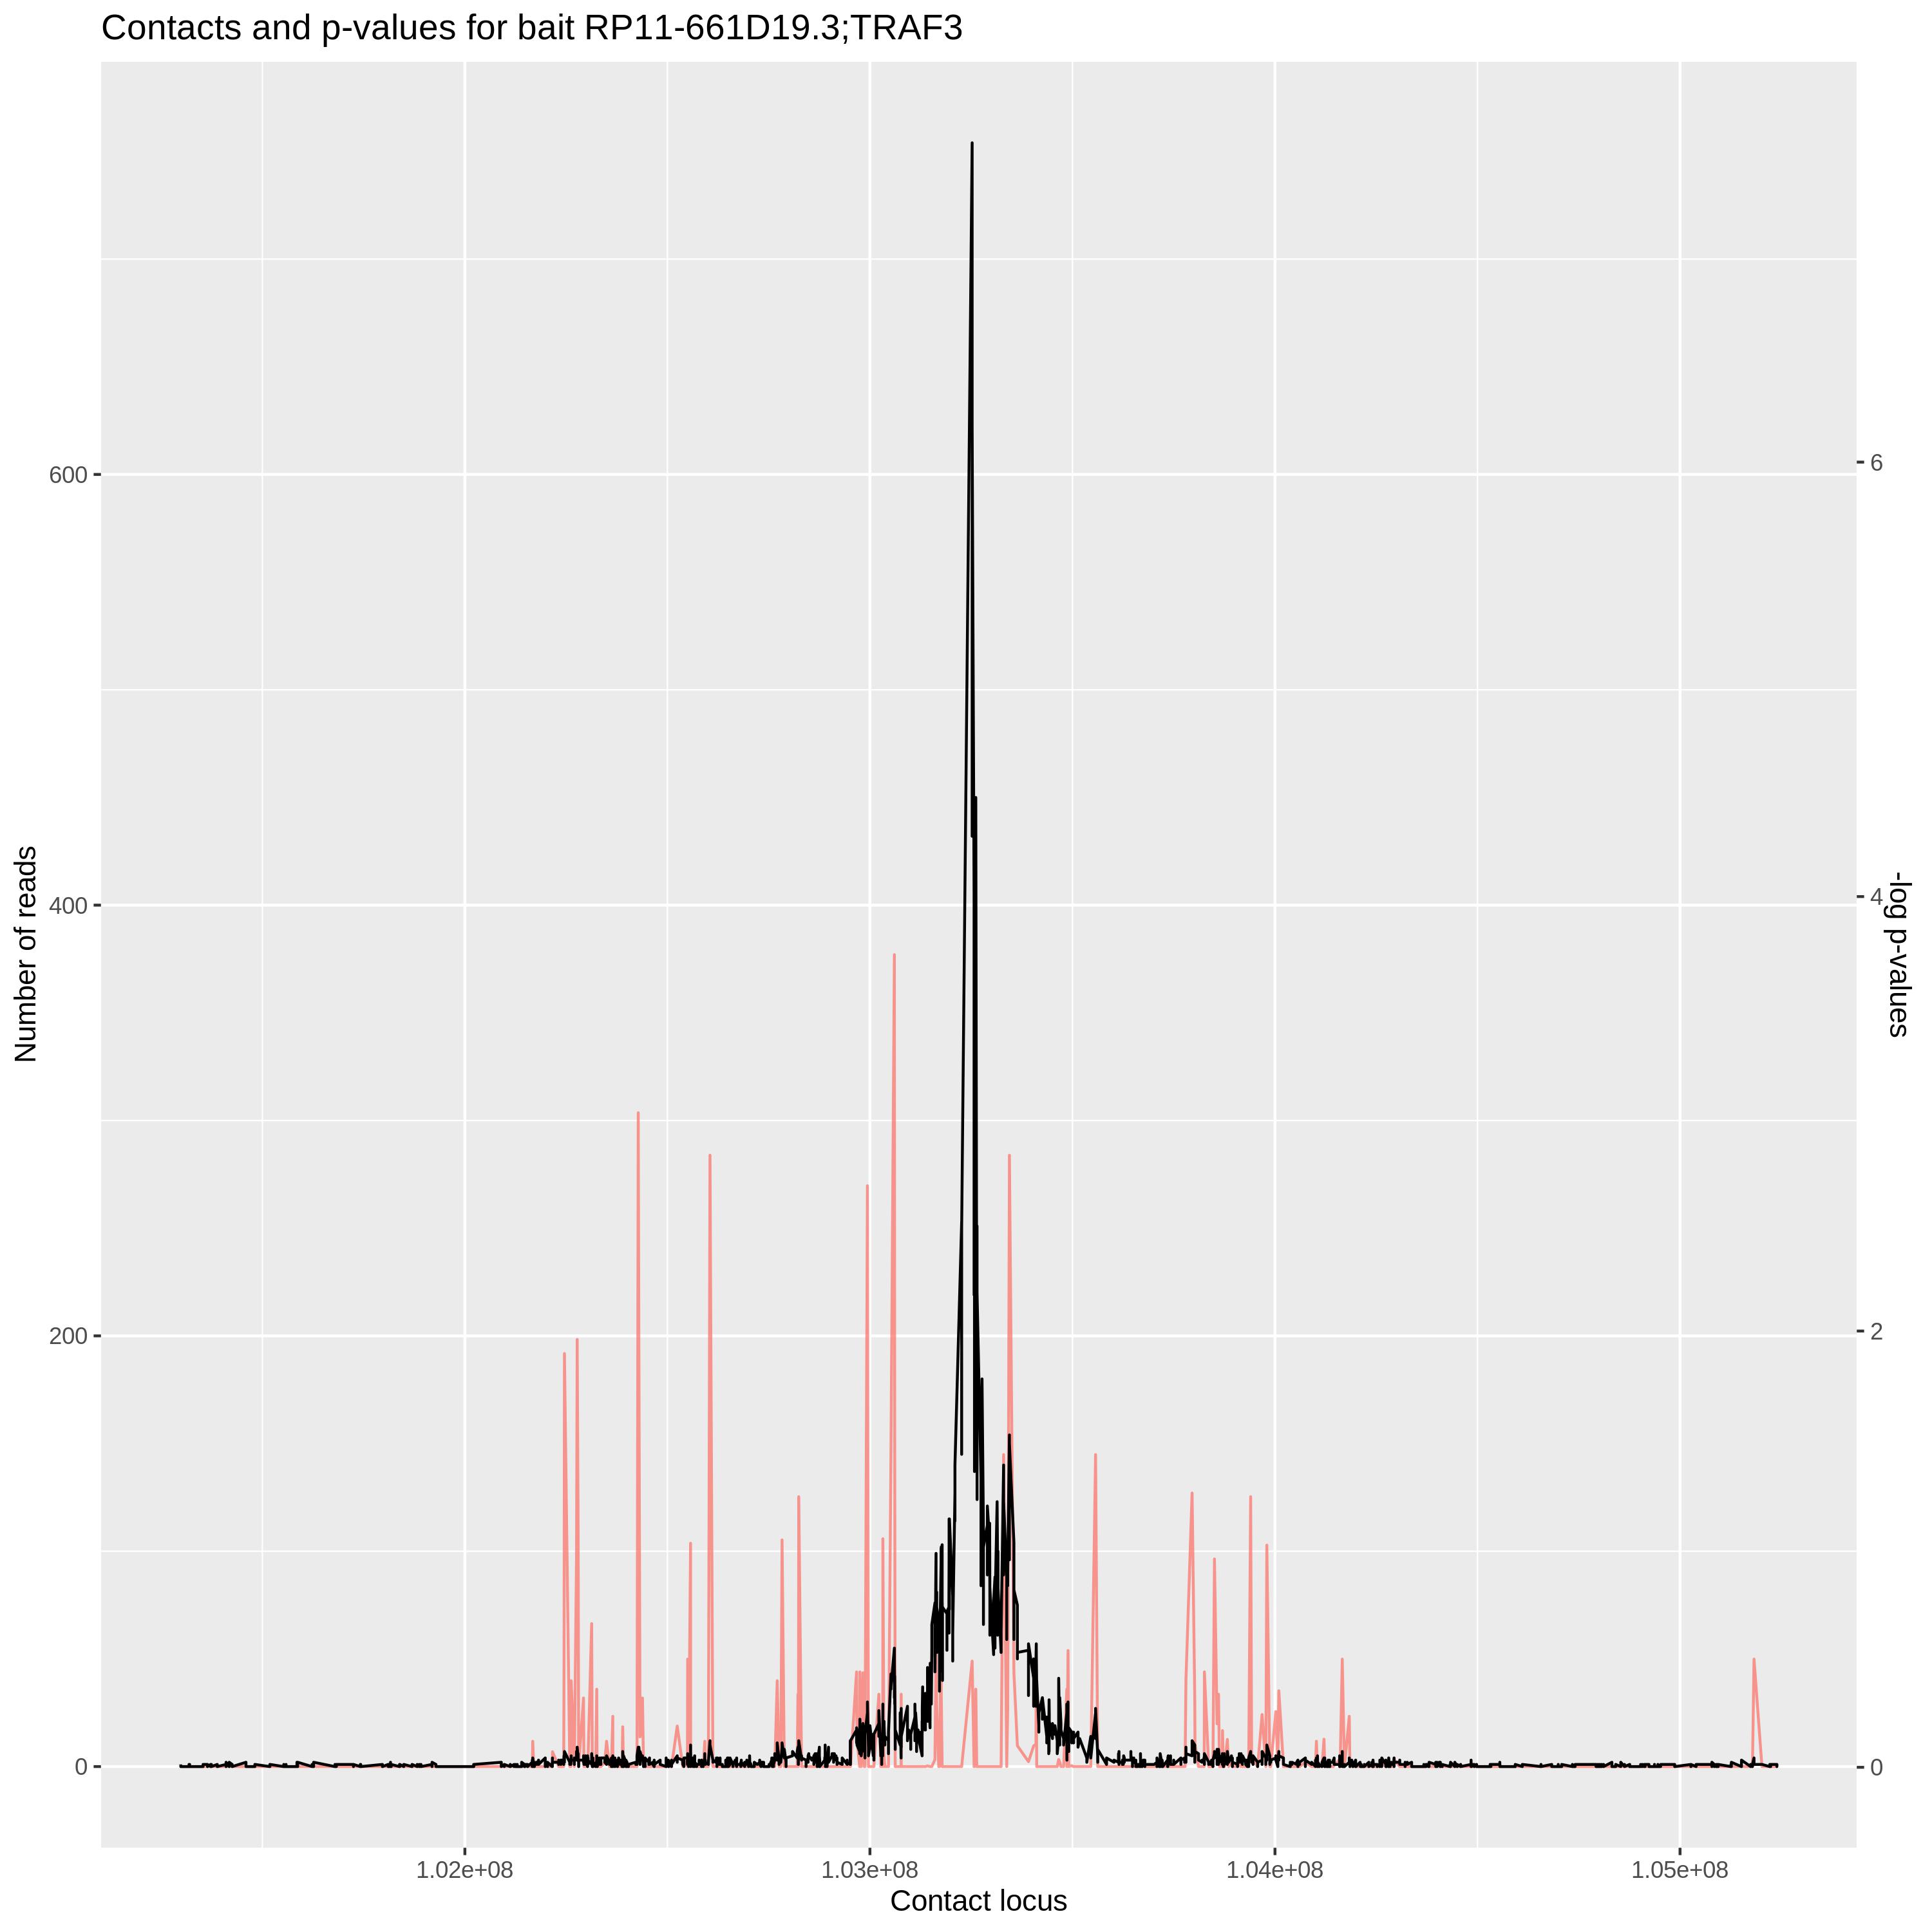 Contacts and p-values for bait RP11-661D19.3;TRAF3
Number of reads
600
400
200
0
6
4
2
0
-log p-values
1.02e+08
1.03e+08
1.04e+08
1.05e+08
Contact locus